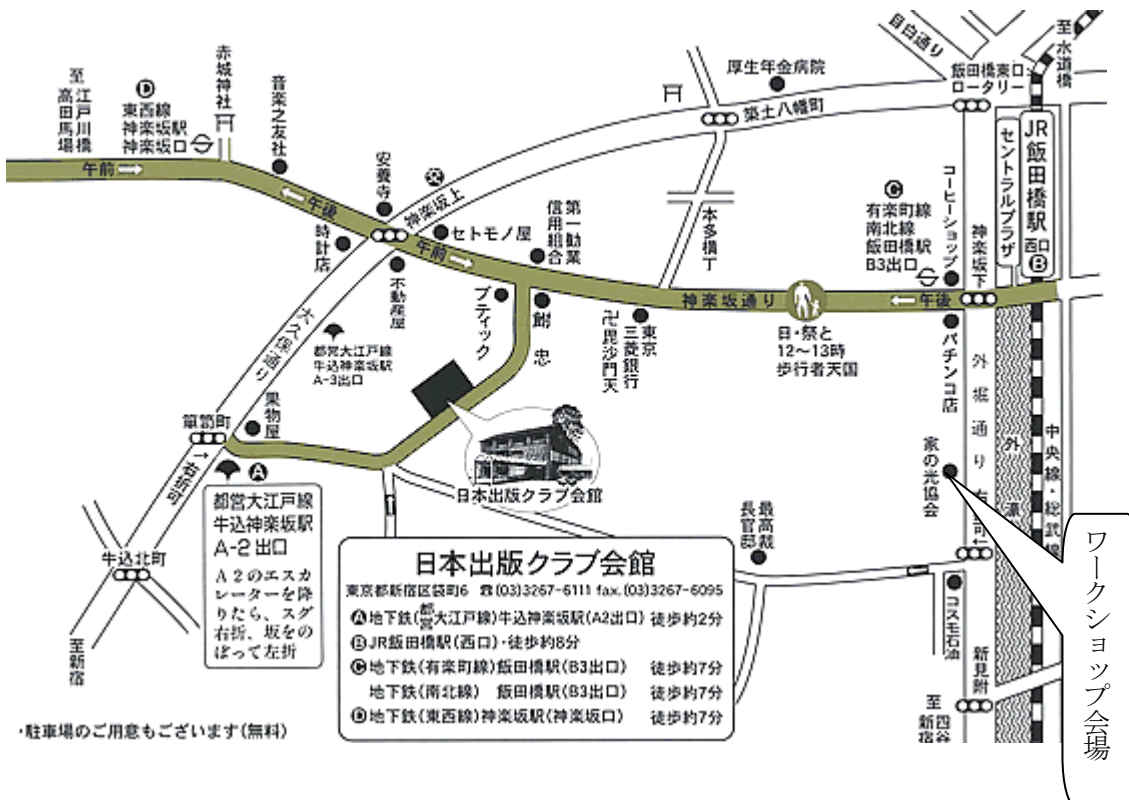 目白通り
至水道橋
飯田橋東口
ロータリー
厚生年金病院
築土八幡町
赤城神社
音楽之友社
至
江戸川橋
高田馬場
D
東西線
神楽坂駅
神楽坂口
午前
午後
安養寺
神楽坂上
時計店
セトモノ屋
第一勧業
信用組合
午前
本多横丁
C
有楽町線
南北線
飯田橋駅
B3出口
コーヒーショップ
神楽坂下
セントラルプラザ
JR飯田橋駅
西口
B
不動産屋
ブティック
鮒忠
神楽坂通り
午後
東京
三菱銀行
卍毘沙門天
日・祭と
12〜13時
歩行者天国
パチンコ店
大久保通り
都営大江戸線
牛込神楽坂駅
A-3出口
果物屋
簞笥町
右折可
外堀通り
外濠
中央線・総武線
家の光協会
日本出版クラブ会館
A
都営大江戸線
牛込神楽坂駅
A-2出口
A2のエスカ
レーターを降
りたら、スグ
右折、坂をの
ぼって左折
牛込北町
至新宿
最高裁
長官邸
コスモ石油
新見附
至
四谷
新宿
ワークショップ会場
日本出版クラブ会館
東京都新宿区袋町6 ☎(03)3267-6111 fax.(03)3267-6095
A地下鉄(都営大江戸線)牛込神楽坂駅(A2出口) 徒歩約2分
BJR飯田橋駅(西口)・徒歩約8分
C地下鉄(有楽町線)飯田橋駅(B3出口) 徒歩約7分
地下鉄(南北線) 飯田橋駅(B3出口) 徒歩約7分
D地下鉄(東西線)神楽坂駅(神楽坂口) 徒歩約7分
・駐車場のご用意もございます(無料)